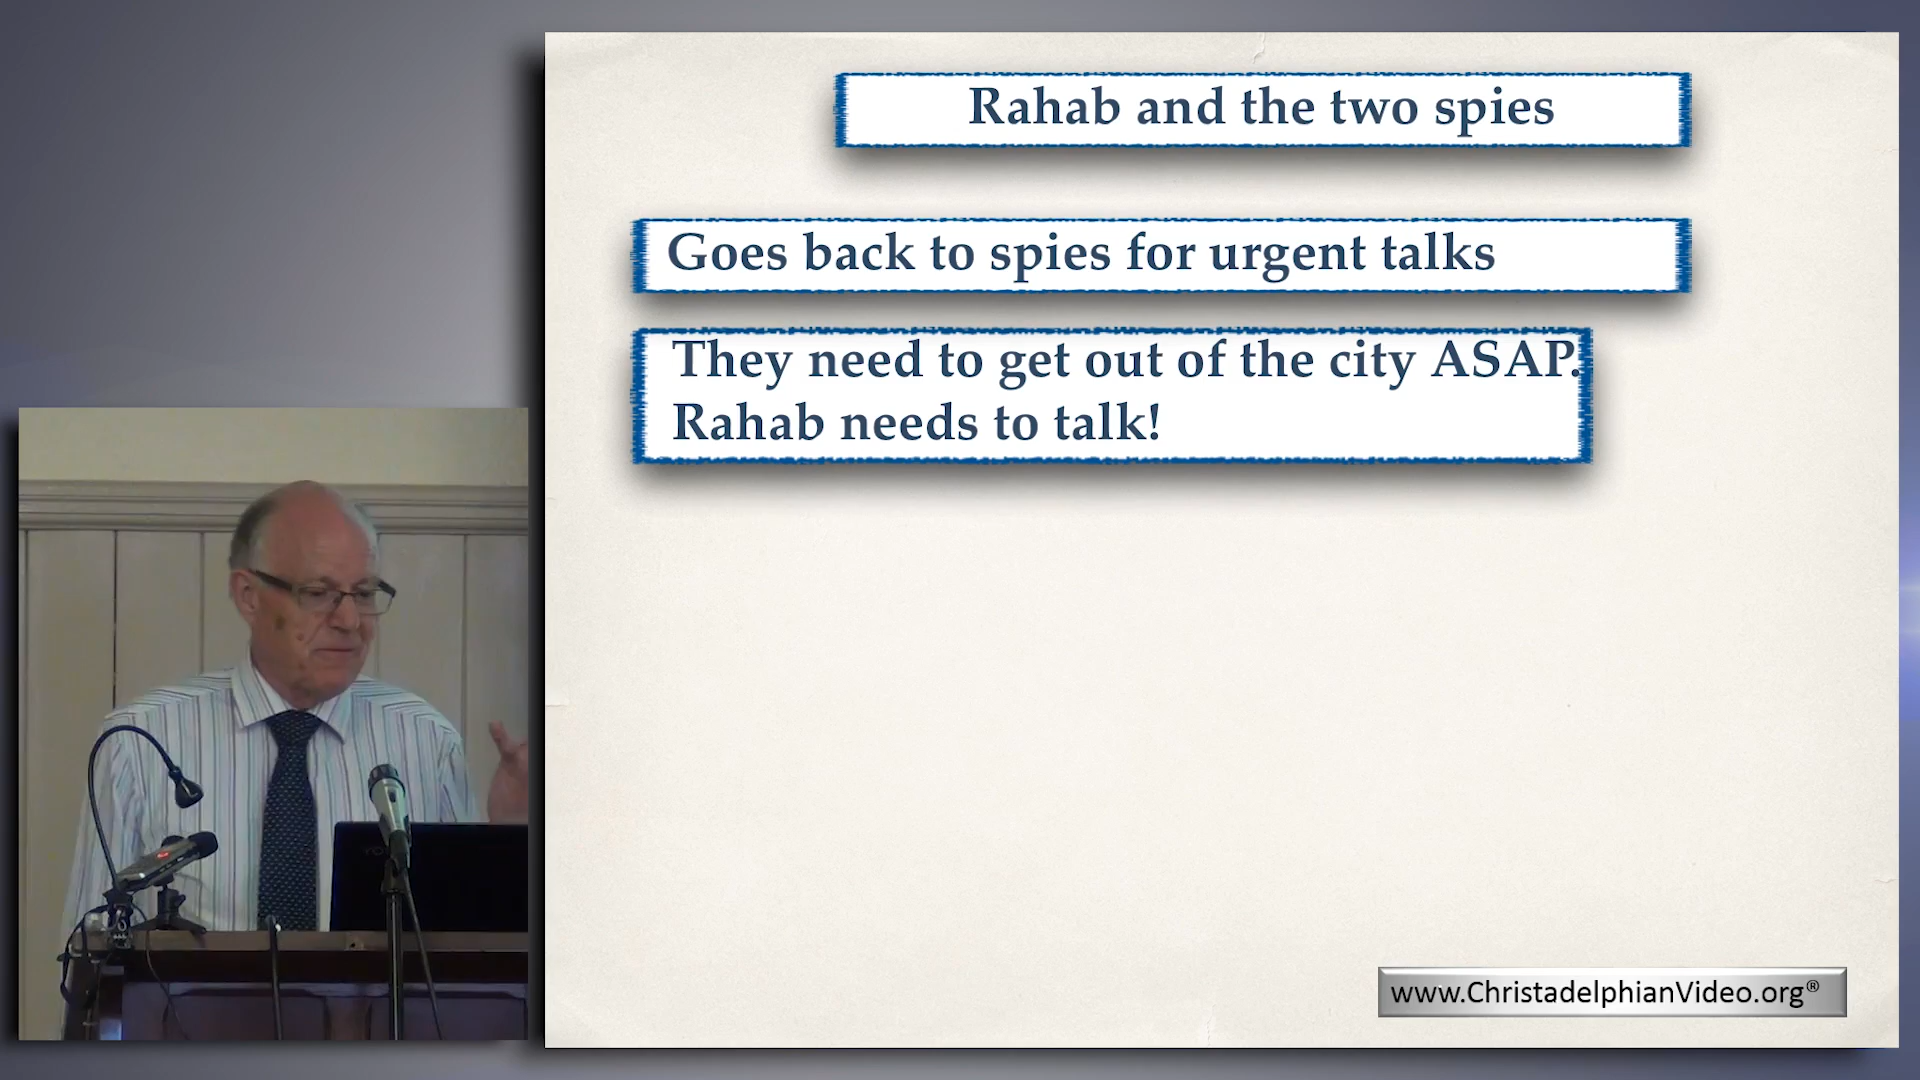 Rahab and the two spies
Goes back to spies for urgent talks
They need to get out of the city ASAP.
Rahab needs to talk!
www.ChristadelphianVideo.org®